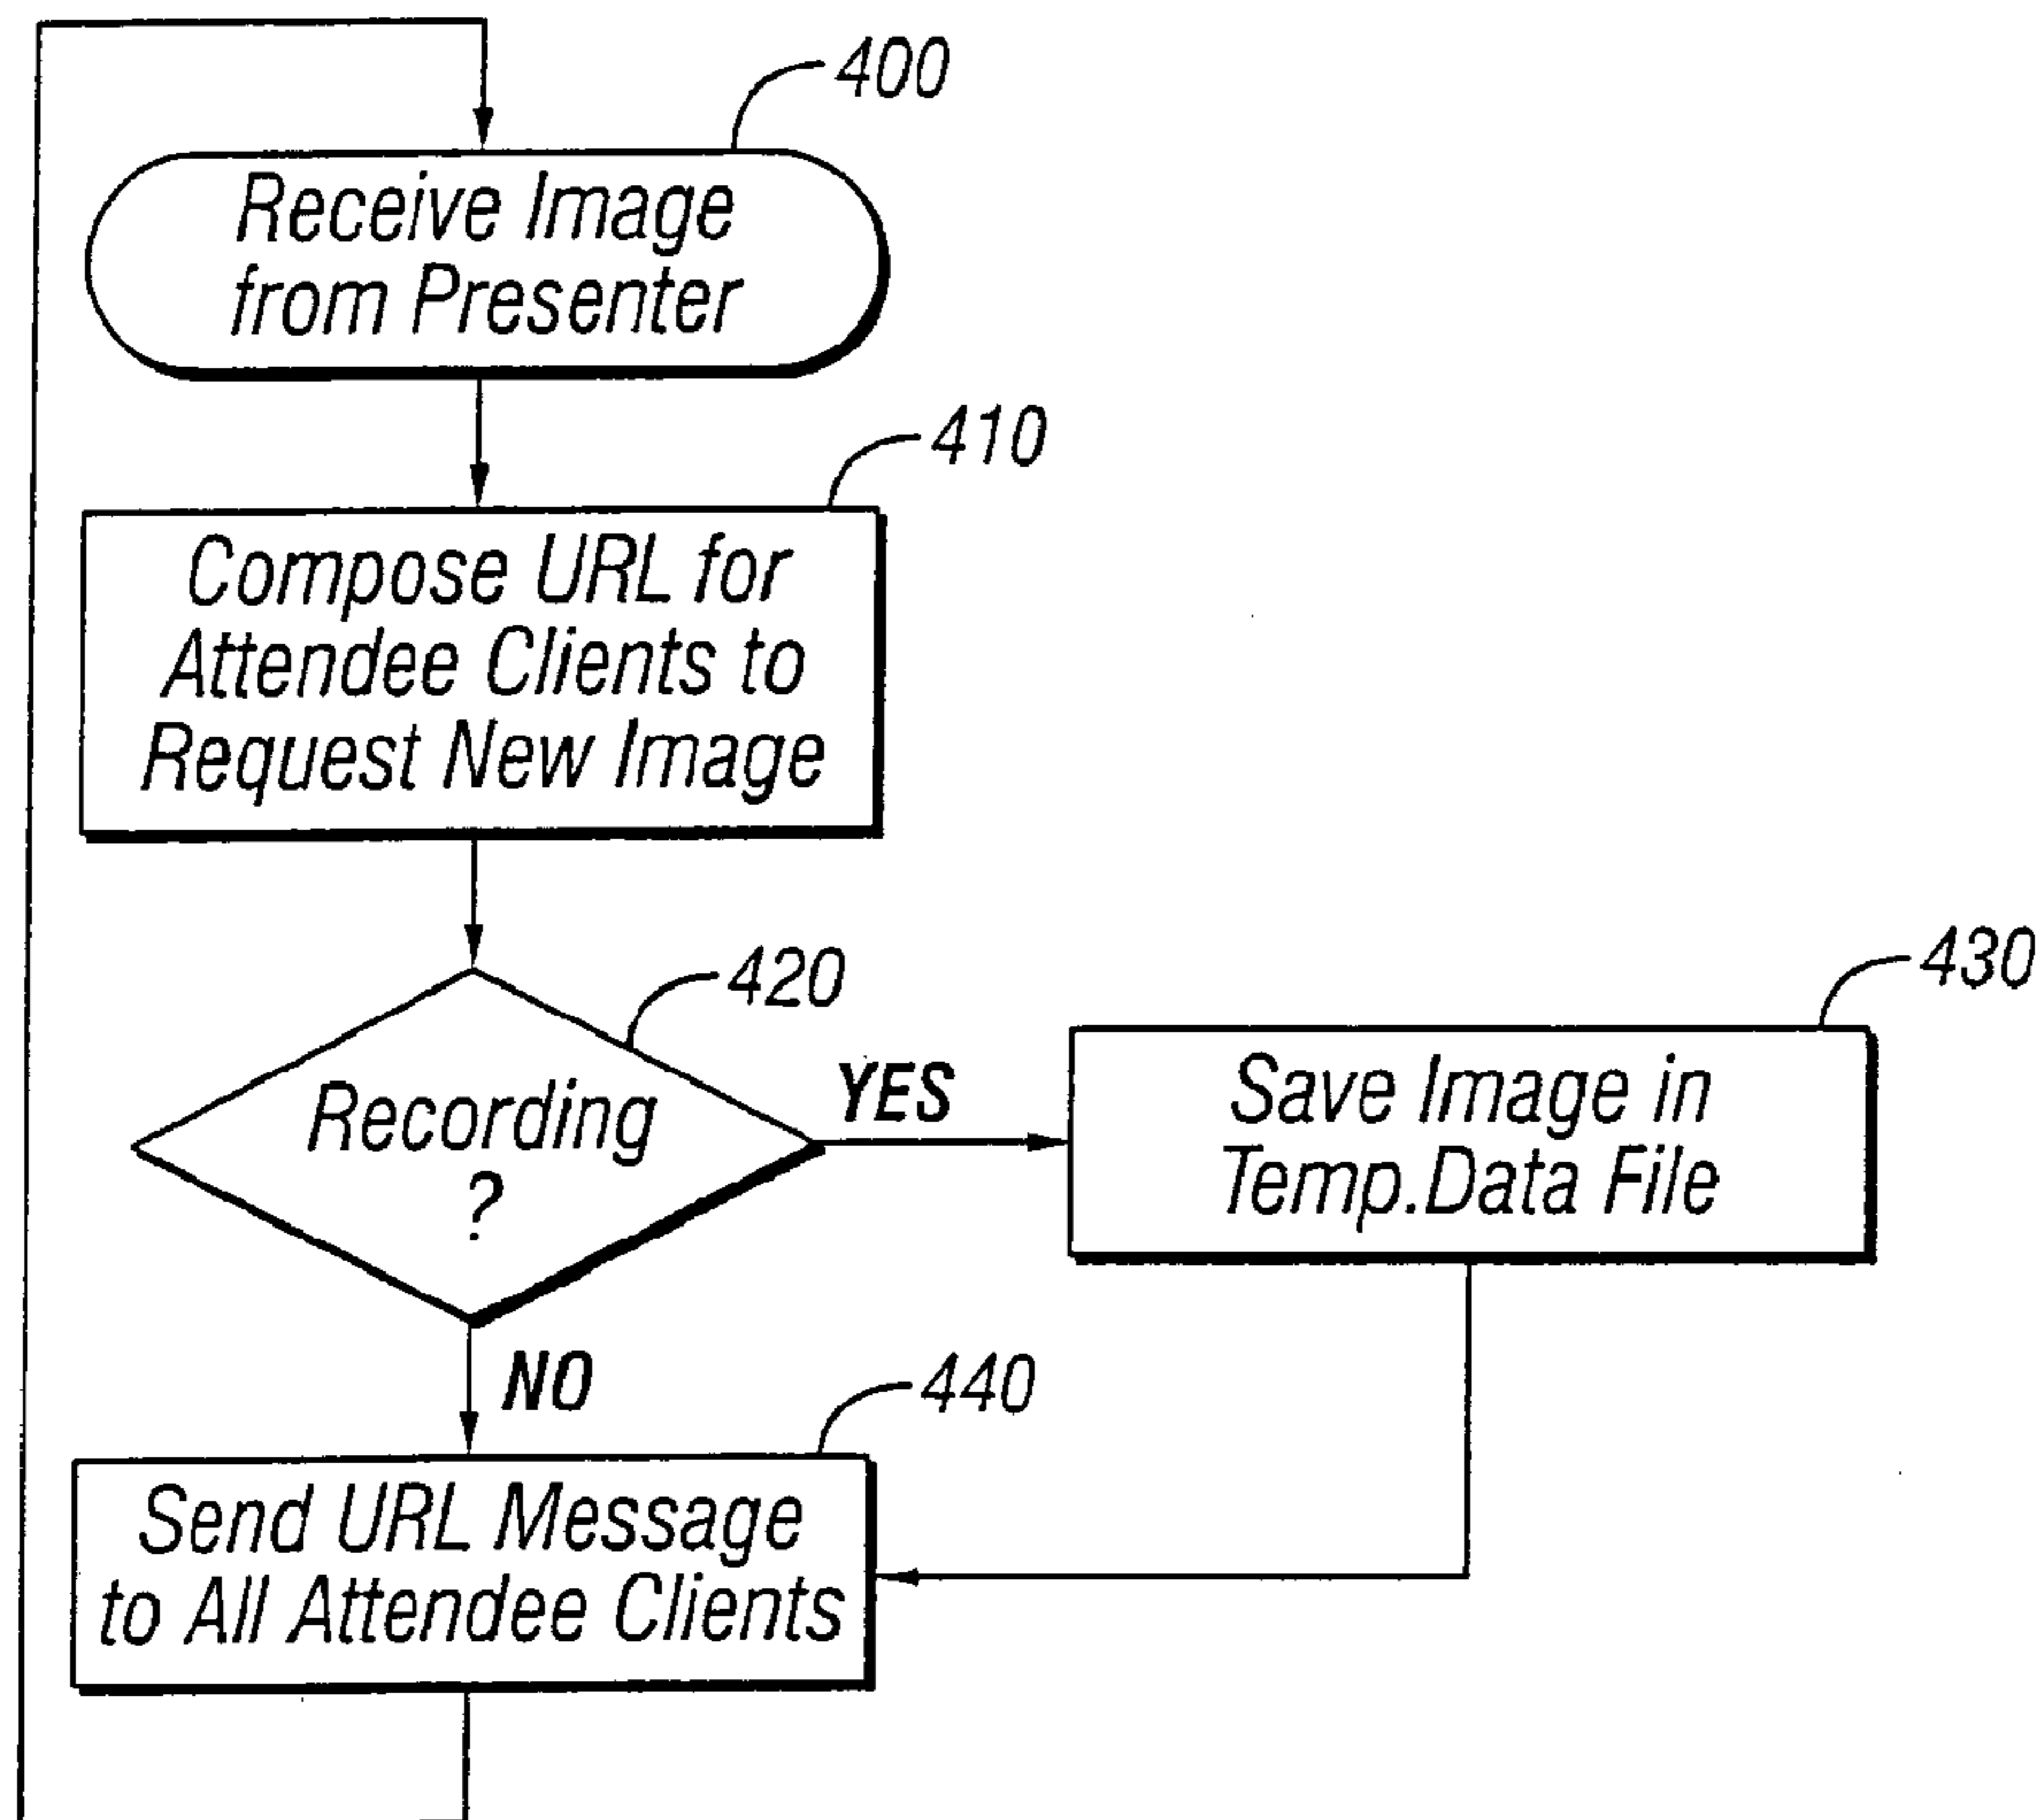 400
Receive Image
from Presenter
410
Compose URL for
Attendee Clients to
Request New Image
420
Recording
?
YES
430
Save Image in
Temp.Data File
NO
440
Send URL Message
to All Attendee Clients